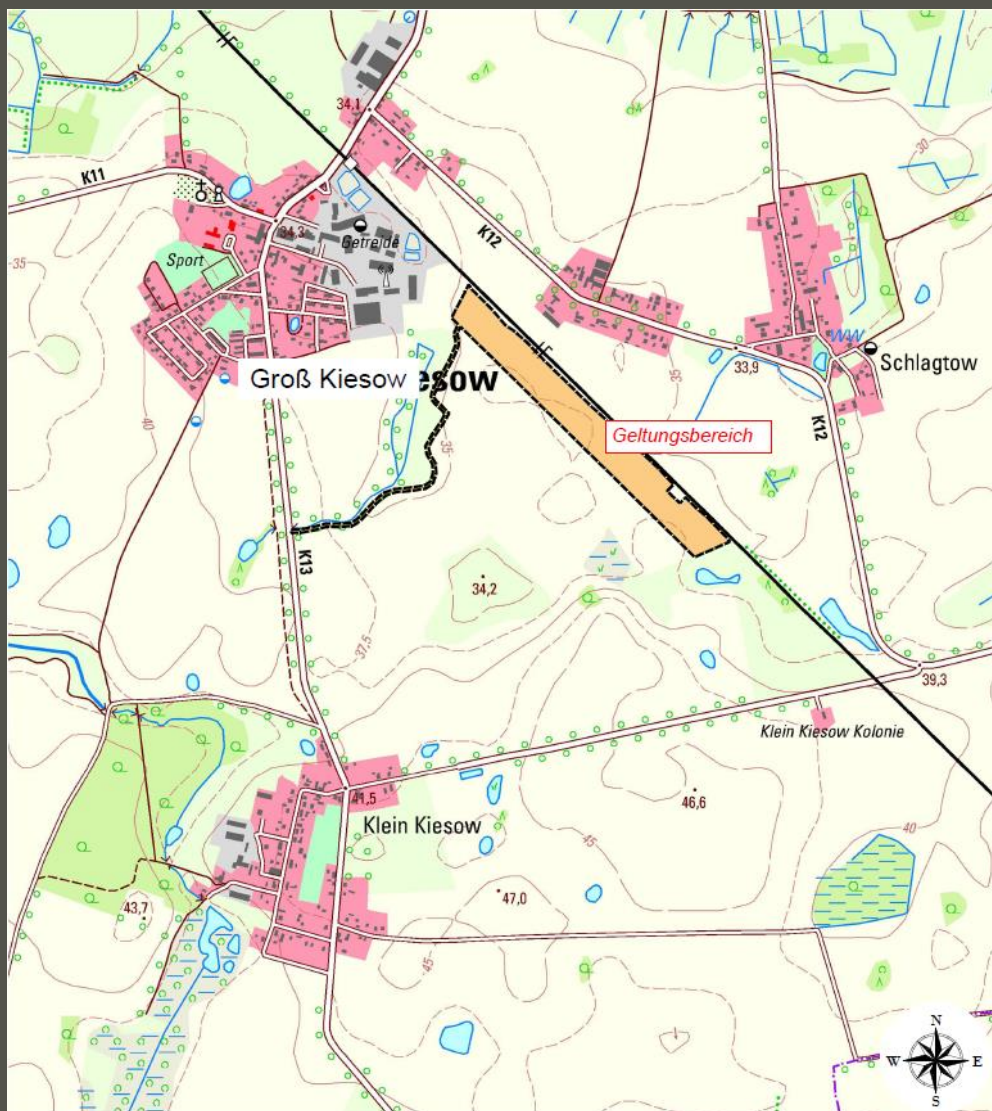 34,1
K11
34,3
Getreide
K12
35
Sport
30
WW
Schlagtow
33,9
35
Groß Kiesow
esow
40
35
Geltungsbereich
K12
K13
34,2
37,5
39,3
Klein Kiesow Kolonie
41,5
46,6
Klein Kiesow
45
40
47,0
43,7
45
N
W E
S